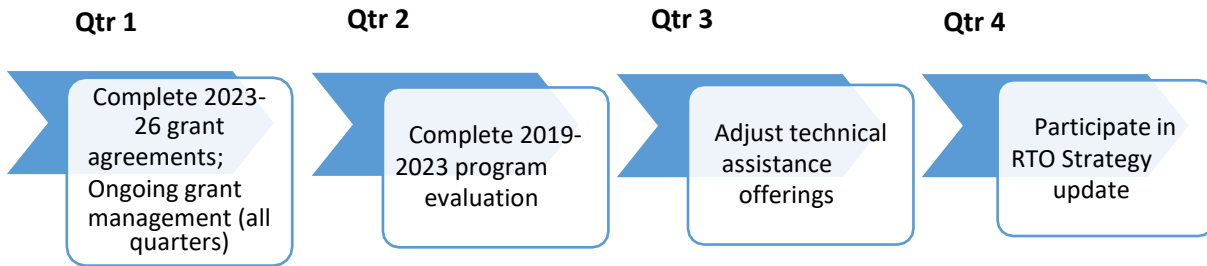 Qtr 1
Qtr 2
Qtr 3
Qtr 4
Complete 2023-
26 grant
agreements;
Ongoing grant
management (all
quarters)
Complete 2019-
2023 program
evaluation
Adjust technical
assistance
offerings
Participate in
RTO Strategy
update